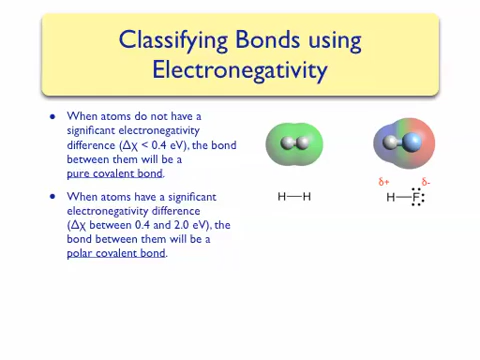 Classifying Bonds using
Electronegativity
• When atoms do not have a
significant electronegativity
difference (Δχ < 0.4 eV), the bond
between them will be a
pure covalent bond.
• When atoms have a significant
electronegativity difference
(Δχ between 0.4 and 2.0 eV), the
bond between them will be a
polar covalent bond.
H—H
δ+ δ-
H—F